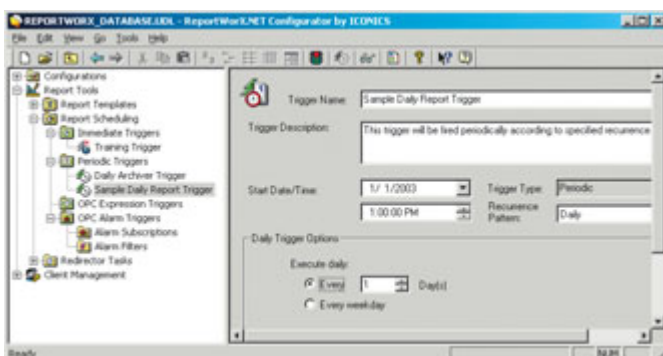 REPORTWORX_DATABASE.UDL - ReportWorX.NET Configurator by ICONICS
File Edit View Go Tools Help
Configurations
Report Tools
Report Templates
Report Scheduling
Immediate Triggers
Training Trigger
Periodic Triggers
Daily Archiver Trigger
Sample Daily Report Trigger
OPC Expression Triggers
OPC Alarm Triggers
Alarm Subscriptions
Alarm Filters
Redirector Tasks
Client Management
Trigger Name: Sample Daily Report Trigger
Trigger Description: This trigger will be fired periodically according to specified recurrence
Start Date/Time: 1/ 1/2003 Trigger Type: Periodic
1:00:00 PM Recurrence Pattern: Daily
Daily Trigger Options
Execute daily:
Every 1 Day(s)
Every weekday
Ready NUM